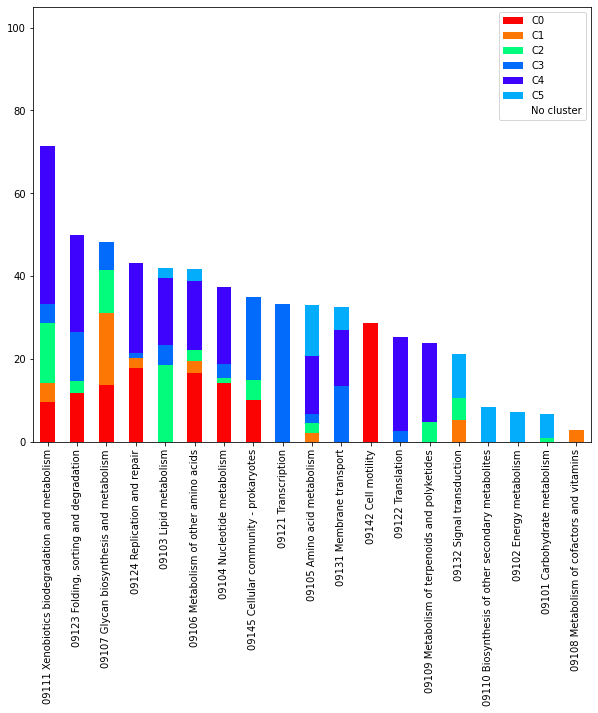 100
80
60
40
20
0
C0
C1
C2
C3
C4
C5
No cluster
09111 Xenobiotics biodegradation and metabolism
09123 Folding, sorting and degradation
09107 Glycan biosynthesis and metabolism
09124 Replication and repair
09103 Lipid metabolism
09106 Metabolism of other amino acids
09104 Nucleotide metabolism
09145 Cellular community - prokaryotes
09121 Transcription
09105 Amino acid metabolism
09131 Membrane transport
09142 Cell motility
09122 Translation
09109 Metabolism of terpenoids and polyketides
09132 Signal transduction
09110 Biosynthesis of other secondary metabolites
09102 Energy metabolism
09101 Carbohydrate metabolism
09108 Metabolism of cofactors and vitamins